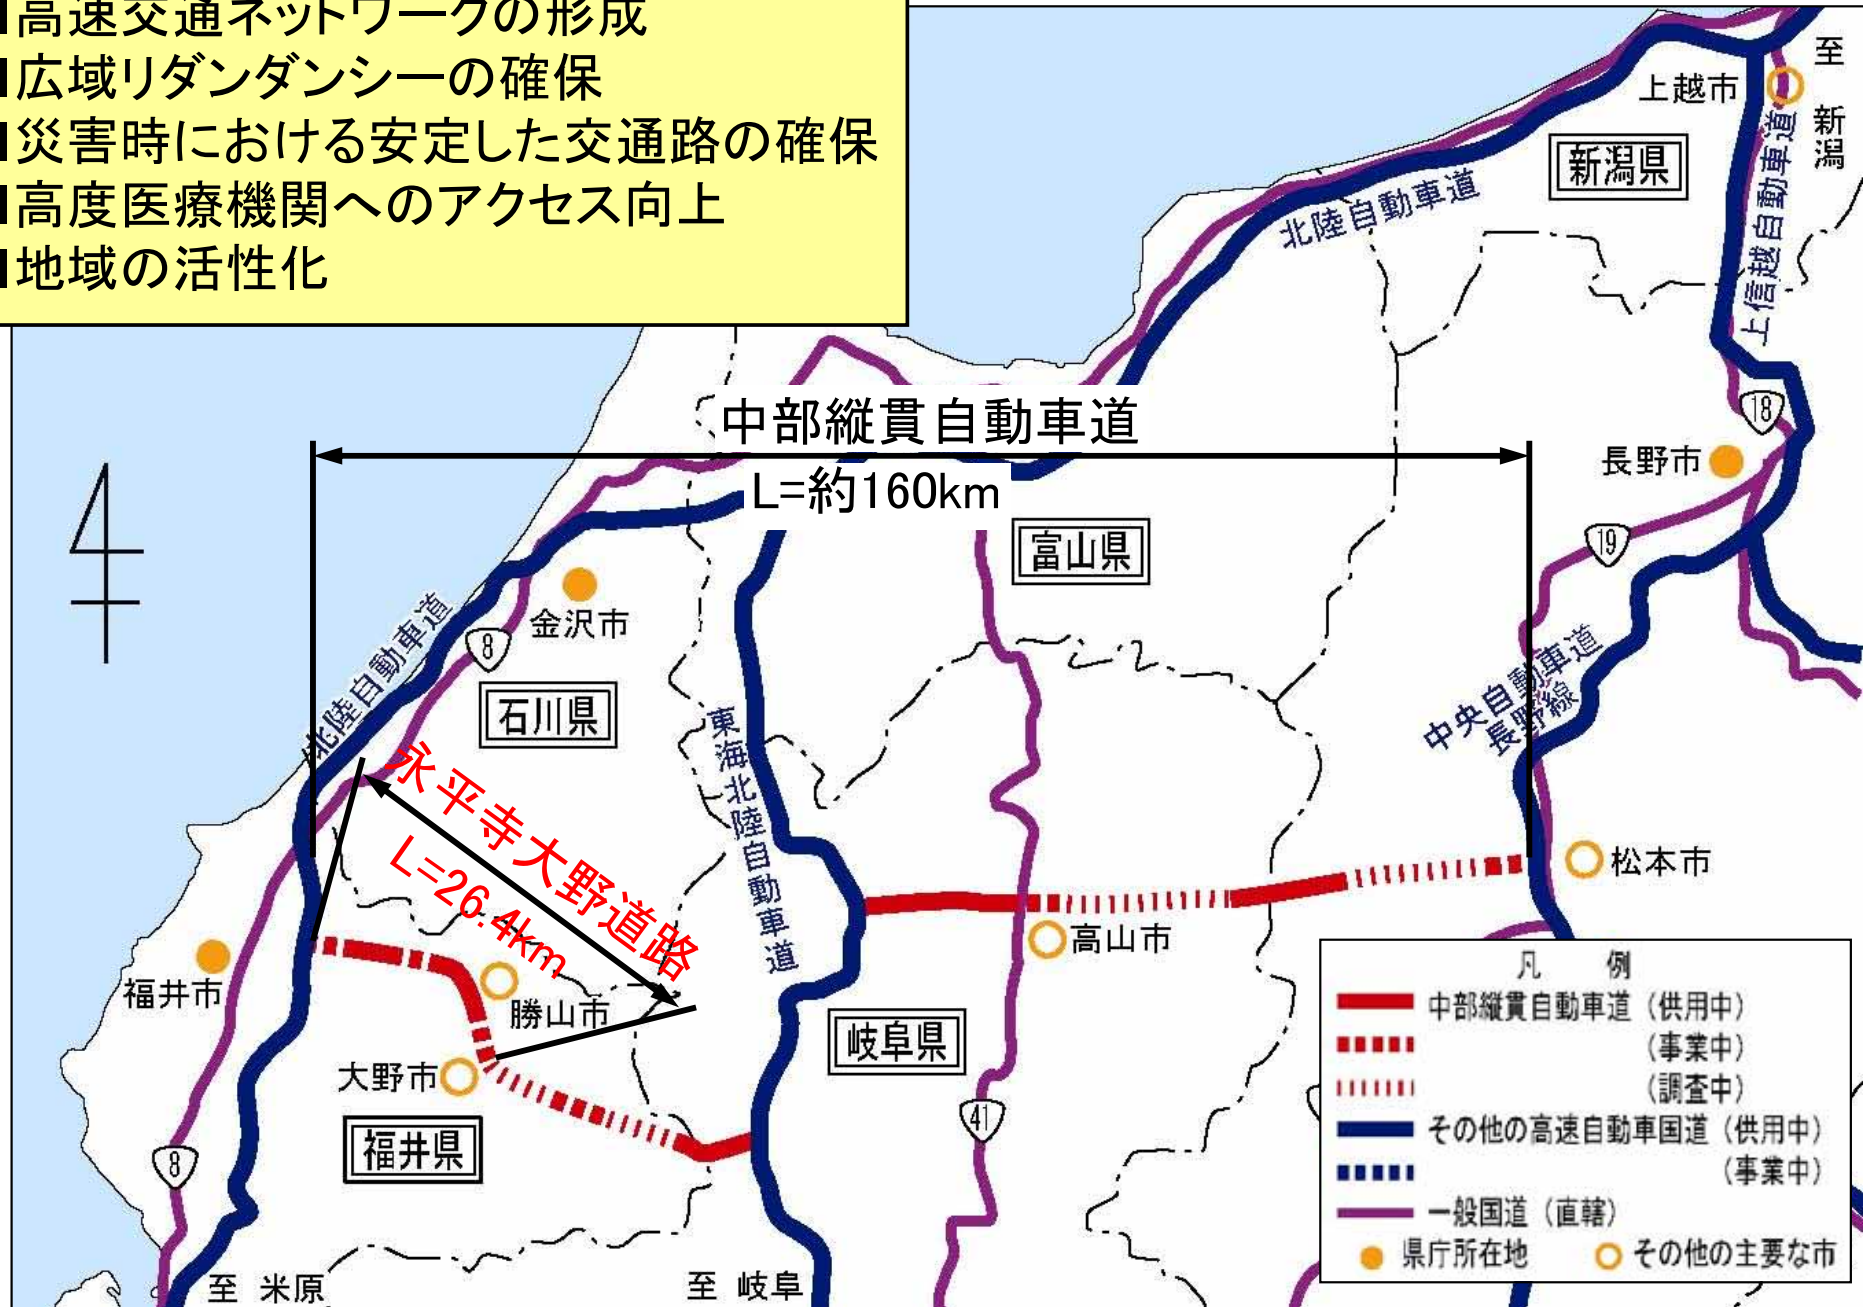 ■高速交通ネットワークの形成
■広域リダンダンシーの確保
■災害時における安定した交通路の確保
■高度医療機関へのアクセス向上
■地域の活性化
至 新潟
上越市
新潟県
北陸自動車道
上信越自動車道
中部縦貫自動車道
L=約160km
18
長野市
19
富山県
金沢市
8
北陸自動車道
石川県
東海北陸自動車道
中央自動車道
長野線
永平寺大野道路
L=26.4km
松本市
高山市
福井市
勝山市
大野市
岐阜県
福井県
41
8
至 米原
至 岐阜
凡 例
中部縦貫自動車道（供用中）
（事業中）
（調査中）
その他の高速自動車国道（供用中）
（事業中）
一般国道（直轄）
県庁所在地 その他の主要な市